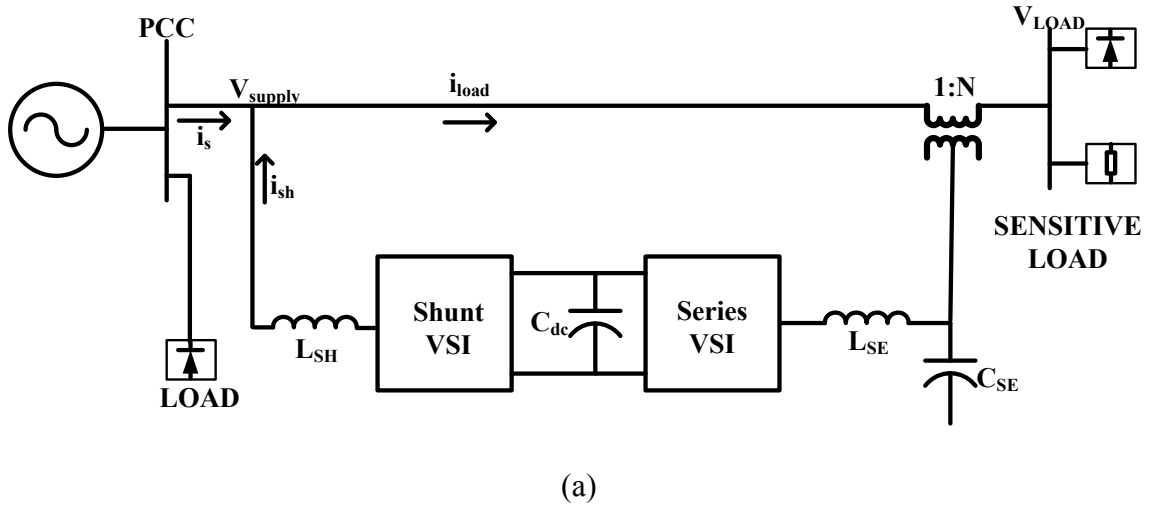 PCC
V_supply
i_s
i_load
i_sh
1:N
V_LOAD
SENSITIVE
LOAD
LOAD
L_SH
Shunt
VSI
C_dc
Series
VSI
L_SE
C_SE
(a)